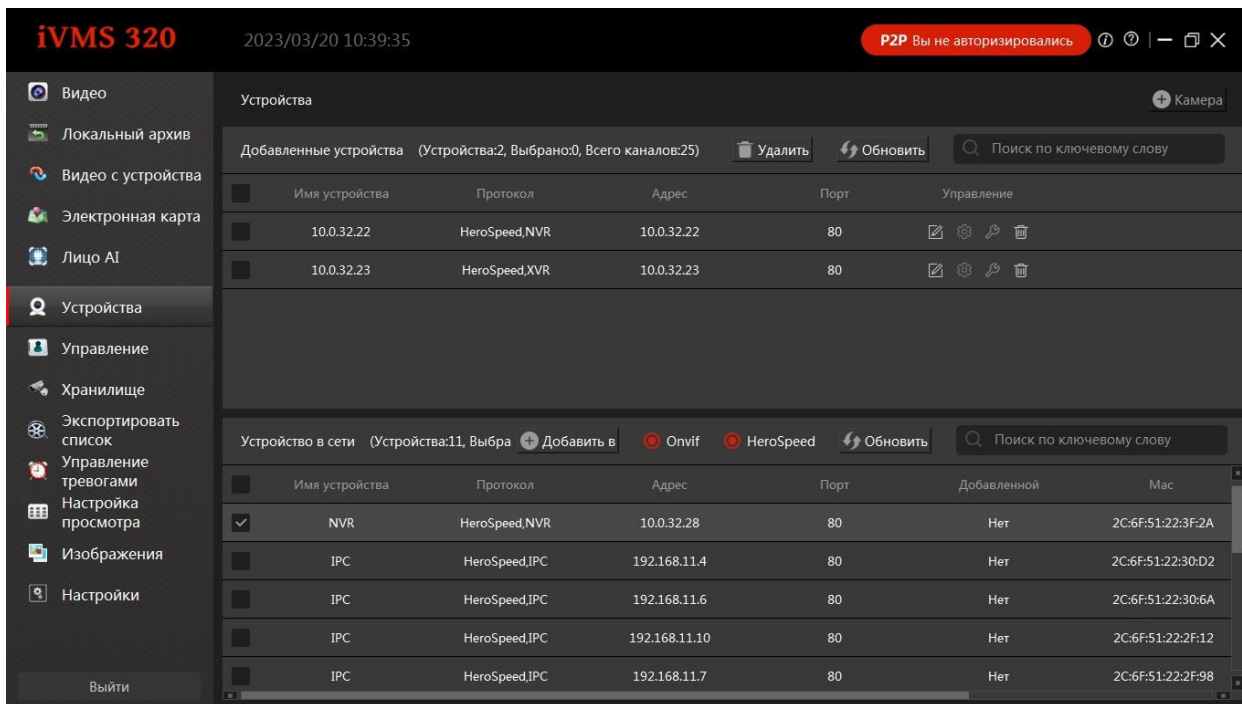 iVMS 320
2023/03/20 10:39:35
P2P Вы не авторизировались
Видео
Локальный архив
Видео с устройства
Электронная карта
Лицо AI
Устройства
Управление
Хранилище
Экспортировать
список
Управление
тревогами
Настройка
просмотра
Изображения
Настройки
Выйти
Устройства
Камера
Добавленные устройства (Устройства:2, Выбрано:0, Всего каналов:25) Удалить Обновить Поиск по ключевому слову
Имя устройства Протокол Адрес Порт Управление
10.0.32.22 HeroSpeed,NVR 10.0.32.22 80
10.0.32.23 HeroSpeed,XVR 10.0.32.23 80
Устройство в сети (Устройства:11, Выбра Добавить в Onvif HeroSpeed Обновить Поиск по ключевому слову
Имя устройства Протокол Адрес Порт Добавленной Mac
NVR HeroSpeed,NVR 10.0.32.28 80 Нет 2C:6F:51:22:3F:2A
IPC HeroSpeed,IPC 192.168.11.4 80 Нет 2C:6F:51:22:30:D2
IPC HeroSpeed,IPC 192.168.11.6 80 Нет 2C:6F:51:22:30:6A
IPC HeroSpeed,IPC 192.168.11.10 80 Нет 2C:6F:51:22:2F:12
IPC HeroSpeed,IPC 192.168.11.7 80 Нет 2C:6F:51:22:2F:98